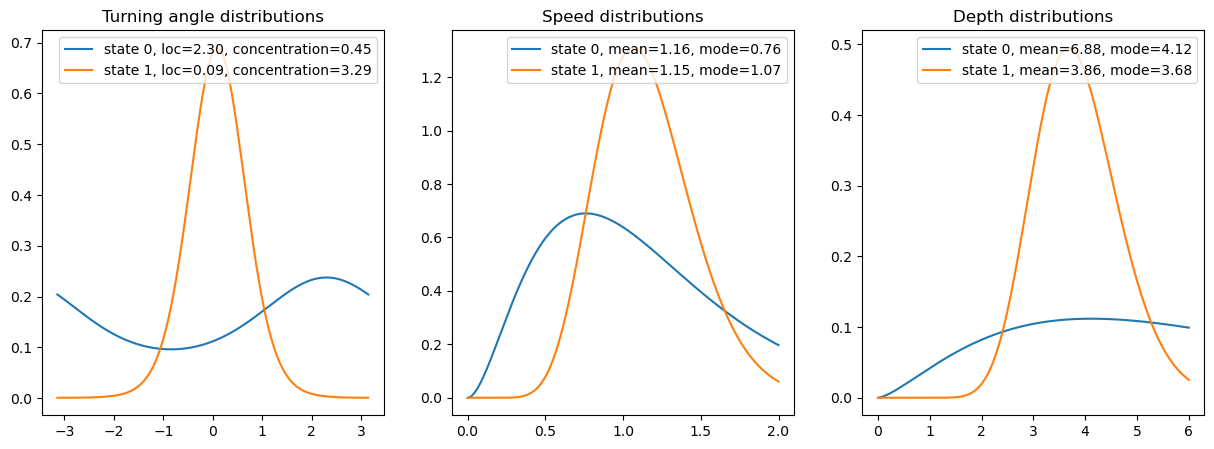 Turning angle distributions
state 0, loc=2.30, concentration=0.45
state 1, loc=0.09, concentration=3.29
0.7
0.6
0.5
0.4
0.3
0.2
0.1
0.0
−3 −2 −1 0 1 2 3
Speed distributions
state 0, mean=1.16, mode=0.76
state 1, mean=1.15, mode=1.07
1.2
1.0
0.8
0.6
0.4
0.2
0.0
0.0 0.5 1.0 1.5 2.0
Depth distributions
state 0, mean=6.88, mode=4.12
state 1, mean=3.86, mode=3.68
0.5
0.4
0.3
0.2
0.1
0.0
0 1 2 3 4 5 6